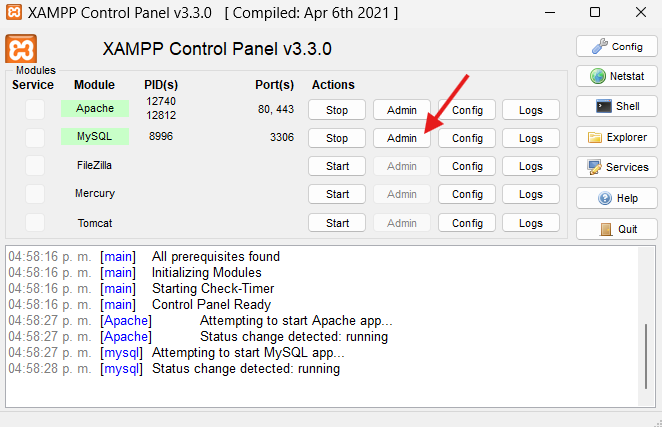 XAMPP Control Panel v3.3.0 [ Compiled: Apr 6th 2021 ]
XAMPP Control Panel v3.3.0
Config
Modules
Service Module PID(s) Port(s) Actions
Netstat
Apache 12740 12812 80, 443 Stop Admin Config Logs
Shell
MySQL 8996 3306 Stop Admin Config Logs
Explorer
FileZilla Start Admin Config Logs
Services
Mercury Start Admin Config Logs
Help
Tomcat Start Admin Config Logs
Quit
04:58:16 p. m. [main] All prerequisites found
04:58:16 p. m. [main] Initializing Modules
04:58:16 p. m. [main] Starting Check-Timer
04:58:16 p. m. [main] Control Panel Ready
04:58:27 p. m. [Apache] Attempting to start Apache app...
04:58:27 p. m. [Apache] Status change detected: running
04:58:27 p. m. [mysql] Attempting to start MySQL app...
04:58:28 p. m. [mysql] Status change detected: running